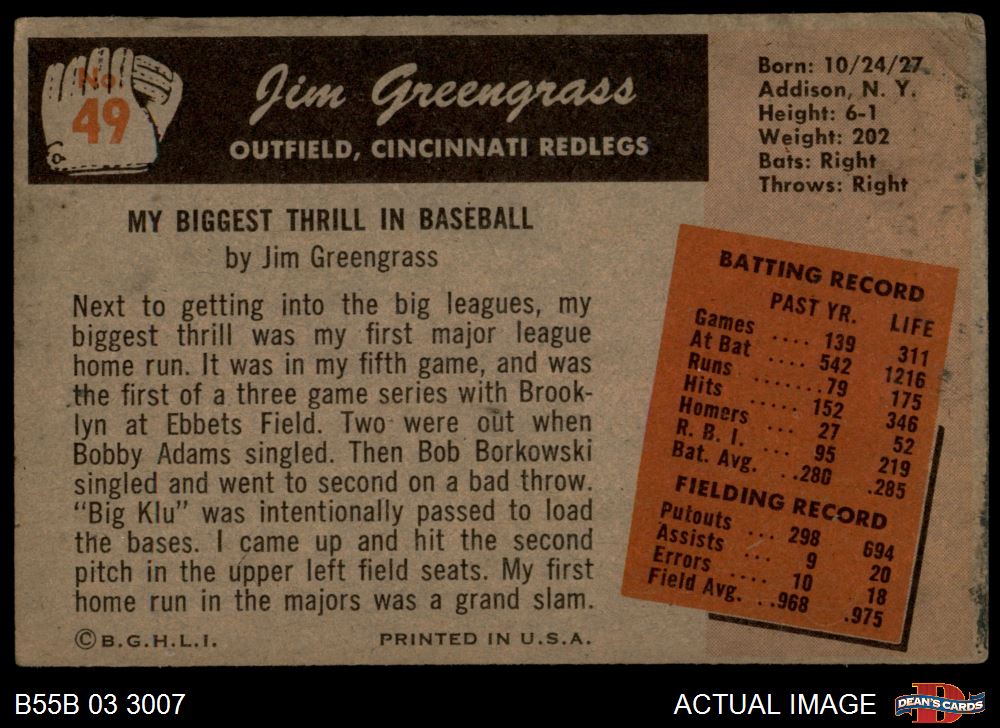 No.
49
Jim Greengrass
OUTFIELD, CINCINNATI REDLEGS
Born: 10/24/27
Addison, N. Y.
Height: 6-1
Weight: 202
Bats: Right
Throws: Right
MY BIGGEST THRILL IN BASEBALL
by Jim Greengrass
Next to getting into the big leagues, my
biggest thrill was my first major league
home run. It was in my fifth game, and was
the first of a three game series with Brook-
lyn at Ebbets Field. Two were out when
Bobby Adams singled. Then Bob Borkowski
singled and went to second on a bad throw.
"Big Klu" was intentionally passed to load
the bases. I came up and hit the second
pitch in the upper left field seats. My first
home run in the majors was a grand slam.
©B.G.H.L.I. PRINTED IN U.S.A.
BATTING RECORD
PAST YR. LIFE
Games .... 139 311
At Bat .... 542 1216
Runs .......79 175
Hits ..... 152 346
Homers ... 27 52
R. B. I. ... 95 219
Bat. Avg. ..280 .285
FIELDING RECORD
Putouts ... 298 694
Assists .... 9 20
Errors .... 10 18
Field Avg. ..968 .975
B55B 03 3007 ACTUAL IMAGE
D
DEAN'S CARDS